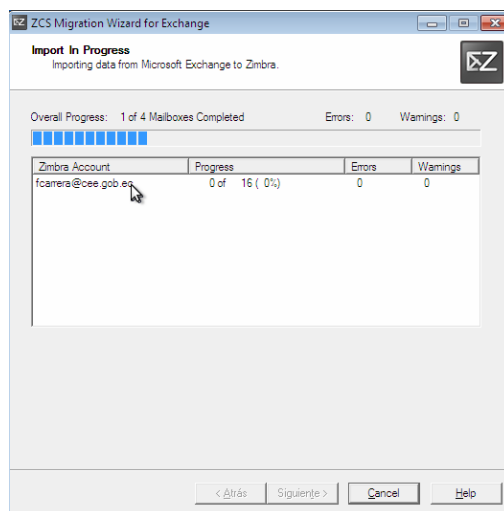 ZCS Migration Wizard for Exchange
Import In Progress
Importing data from Microsoft Exchange to Zimbra.
Overall Progress: 1 of 4 Mailboxes Completed Errors: 0 Warnings: 0
Zimbra Account Progress Errors Warnings
fcarrera@cee.gob.ec 0 of 16 ( 0%) 0 0
< Atrás Siguiente > Cancel Help